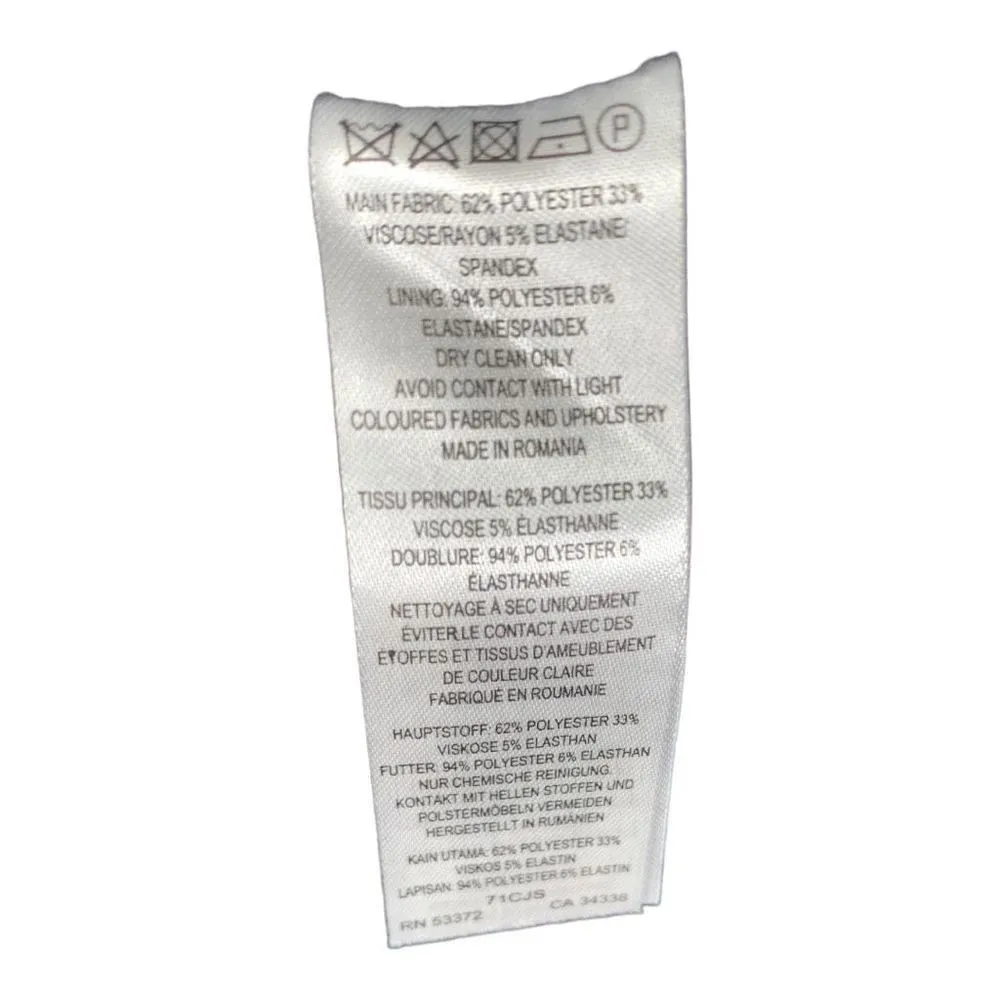 P
MAIN FABRIC: 62% POLYESTER 33%
VISCOSE/RAYON 5% ELASTANE/
SPANDEX
LINING: 94% POLYESTER 6%
ELASTANE/SPANDEX
DRY CLEAN ONLY
AVOID CONTACT WITH LIGHT
COLOURED FABRICS AND UPHOLSTERY
MADE IN ROMANIA
TISSU PRINCIPAL: 62% POLYESTER 33%
VISCOSE 5% ÉLASTHANNE
DOUBLURE: 94% POLYESTER 6%
ÉLASTHANNE
NETTOYAGE À SEC UNIQUEMENT
ÉVITER LE CONTACT AVEC DES
ÉTOFFES ET TISSUS D'AMEUBLEMENT
DE COULEUR CLAIRE
FABRIQUÉ EN ROUMANIE
HAUPTSTOFF: 62% POLYESTER 33%
VISKOSE 5% ELASTHAN
FUTTER: 94% POLYESTER 6% ELASTHAN
NUR CHEMISCHE REINIGUNG.
KONTAKT MIT HELLEN STOFFEN UND
POLSTERMÖBELN VERMEIDEN
HERGESTELLT IN RUMÄNIEN
KAIN UTAMA: 62% POLYESTER 33%
VISKOS 5% ELASTIN
LAPISAN: 94% POLYESTER 6% ELASTIN
71CJS
RN 53372 CA 34338